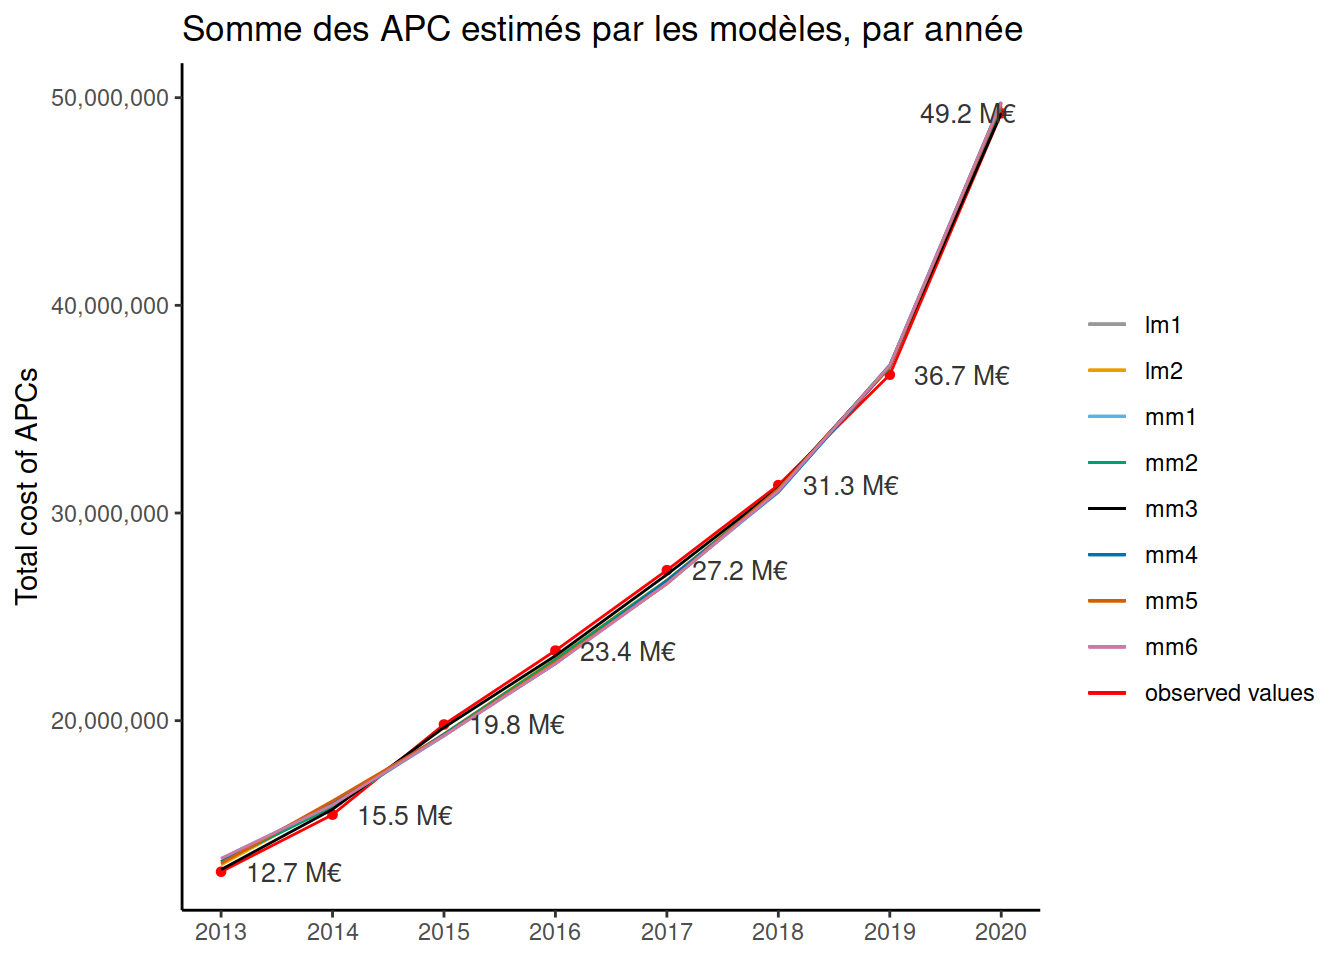 Somme des APC estimés par les modèles, par année
Total cost of APCs
50,000,000
40,000,000
30,000,000
20,000,000
49.2 M€
36.7 M€
31.3 M€
27.2 M€
23.4 M€
19.8 M€
15.5 M€
12.7 M€
2013 2014 2015 2016 2017 2018 2019 2020
lm1
lm2
mm1
mm2
mm3
mm4
mm5
mm6
observed values